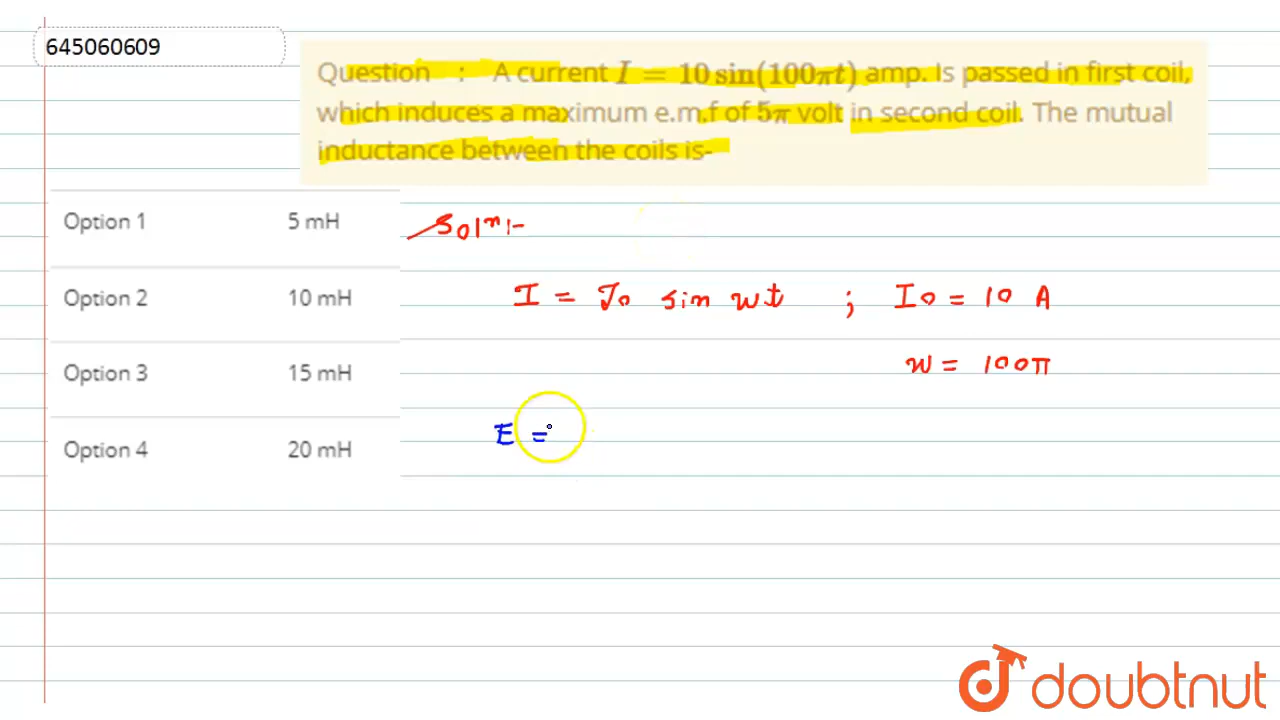 645060609
Question : A current I = 10 sin(100πt) amp. Is passed in first coil,
which induces a maximum e.m.f of 5π volt in second coil. The mutual
inductance between the coils is-
Option 1 5 mH
Option 2 10 mH
Option 3 15 mH
Option 4 20 mH
Solⁿ:-
I = I₀ sin wt ; I₀ = 10 A
w = 100π
E =
doubtnut